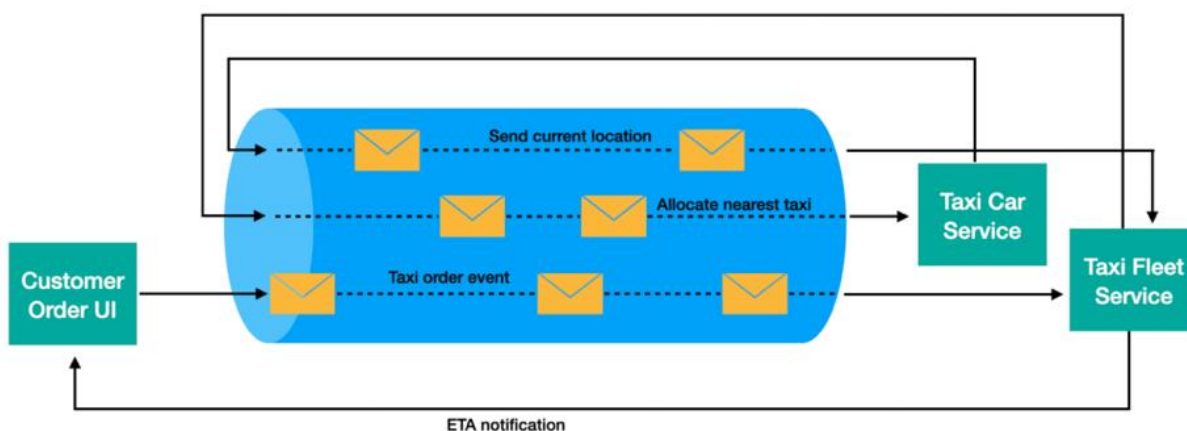 Send current location
Allocate nearest taxi
Taxi Car
Service
Customer
Order UI
Taxi order event
Taxi Fleet
Service
ETA notification